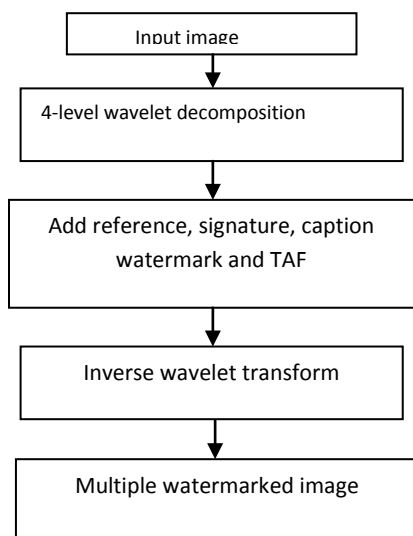 Input image
4-level wavelet decomposition
Add reference, signature, caption
watermark and TAF
Inverse wavelet transform
Multiple watermarked image